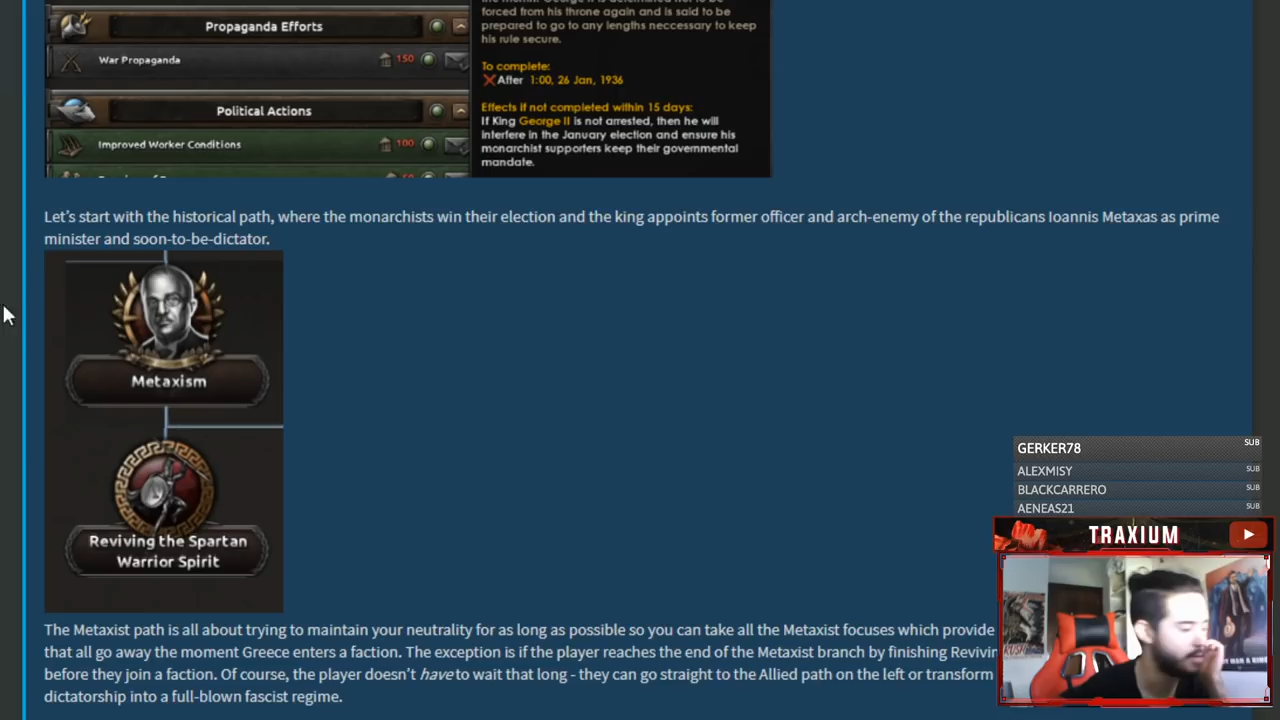 forced from his throne again and is said to be
prepared to go to any lengths neccessary to keep
his rule secure.
Propaganda Efforts
War Propaganda 150
To complete:
After 1:00, 26 Jan, 1936
Political Actions
Effects if not completed within 15 days:
If King George II is not arrested, then he will
interfere in the January election and ensure his
monarchist supporters keep their governmental
mandate.
Improved Worker Conditions 100
Let's start with the historical path, where the monarchists win their election and the king appoints former officer and arch-enemy of the republicans Ioannis Metaxas as prime
minister and soon-to-be-dictator.
Metaxism
Reviving the Spartan
Warrior Spirit
The Metaxist path is all about trying to maintain your neutrality for as long as possible so you can take all the Metaxist focuses which provide
that all go away the moment Greece enters a faction. The exception is if the player reaches the end of the Metaxist branch by finishing
before they join a faction. Of course, the player doesn't have to wait that long - they can go straight to the Allied path on the left or transform
dictatorship into a full-blown fascist regime.
GERKER78 SUB
ALEXMISY SUB
BLACKCARRERO SUB
AENEAS21 SUB
TRAXIUM